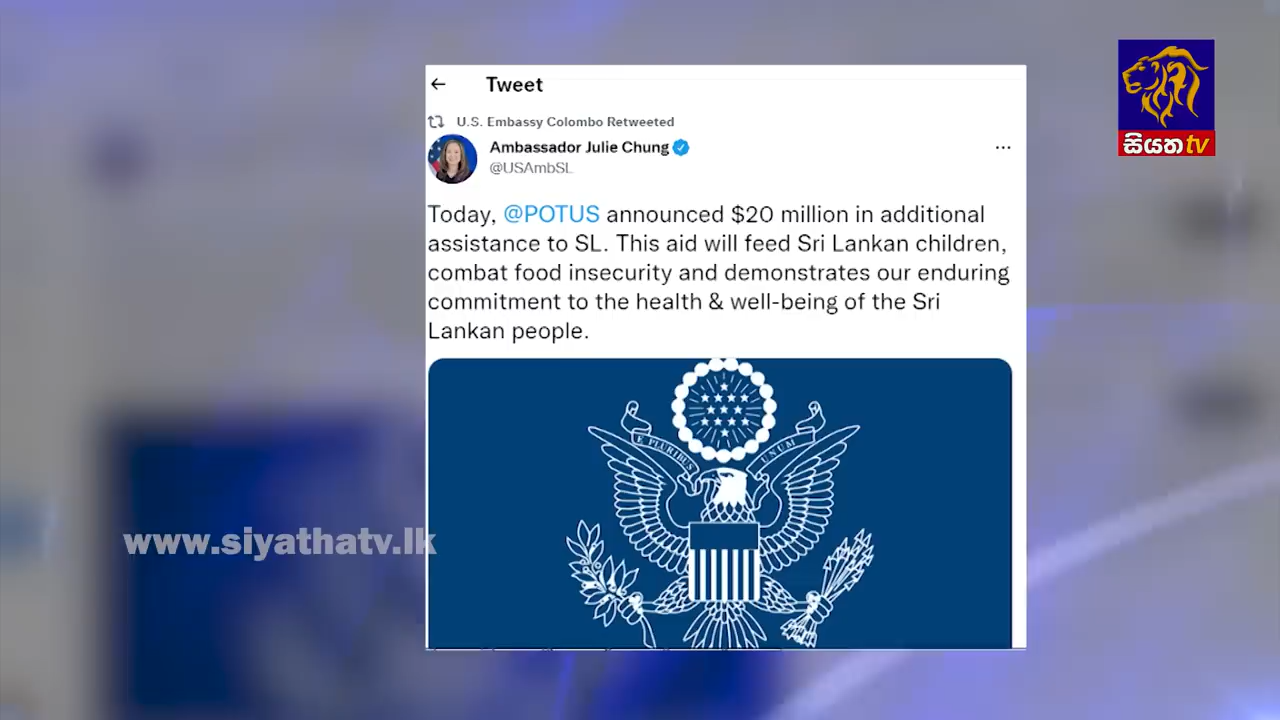 Tweet
U.S. Embassy Colombo Retweeted
Ambassador Julie Chung
@USAmbSL
Today, @POTUS announced $20 million in additional
assistance to SL. This aid will feed Sri Lankan children,
combat food insecurity and demonstrates our enduring
commitment to the health & well-being of the Sri
Lankan people.
E PLURIBUS UNUM
සියත tv
www.siyathatv.lk